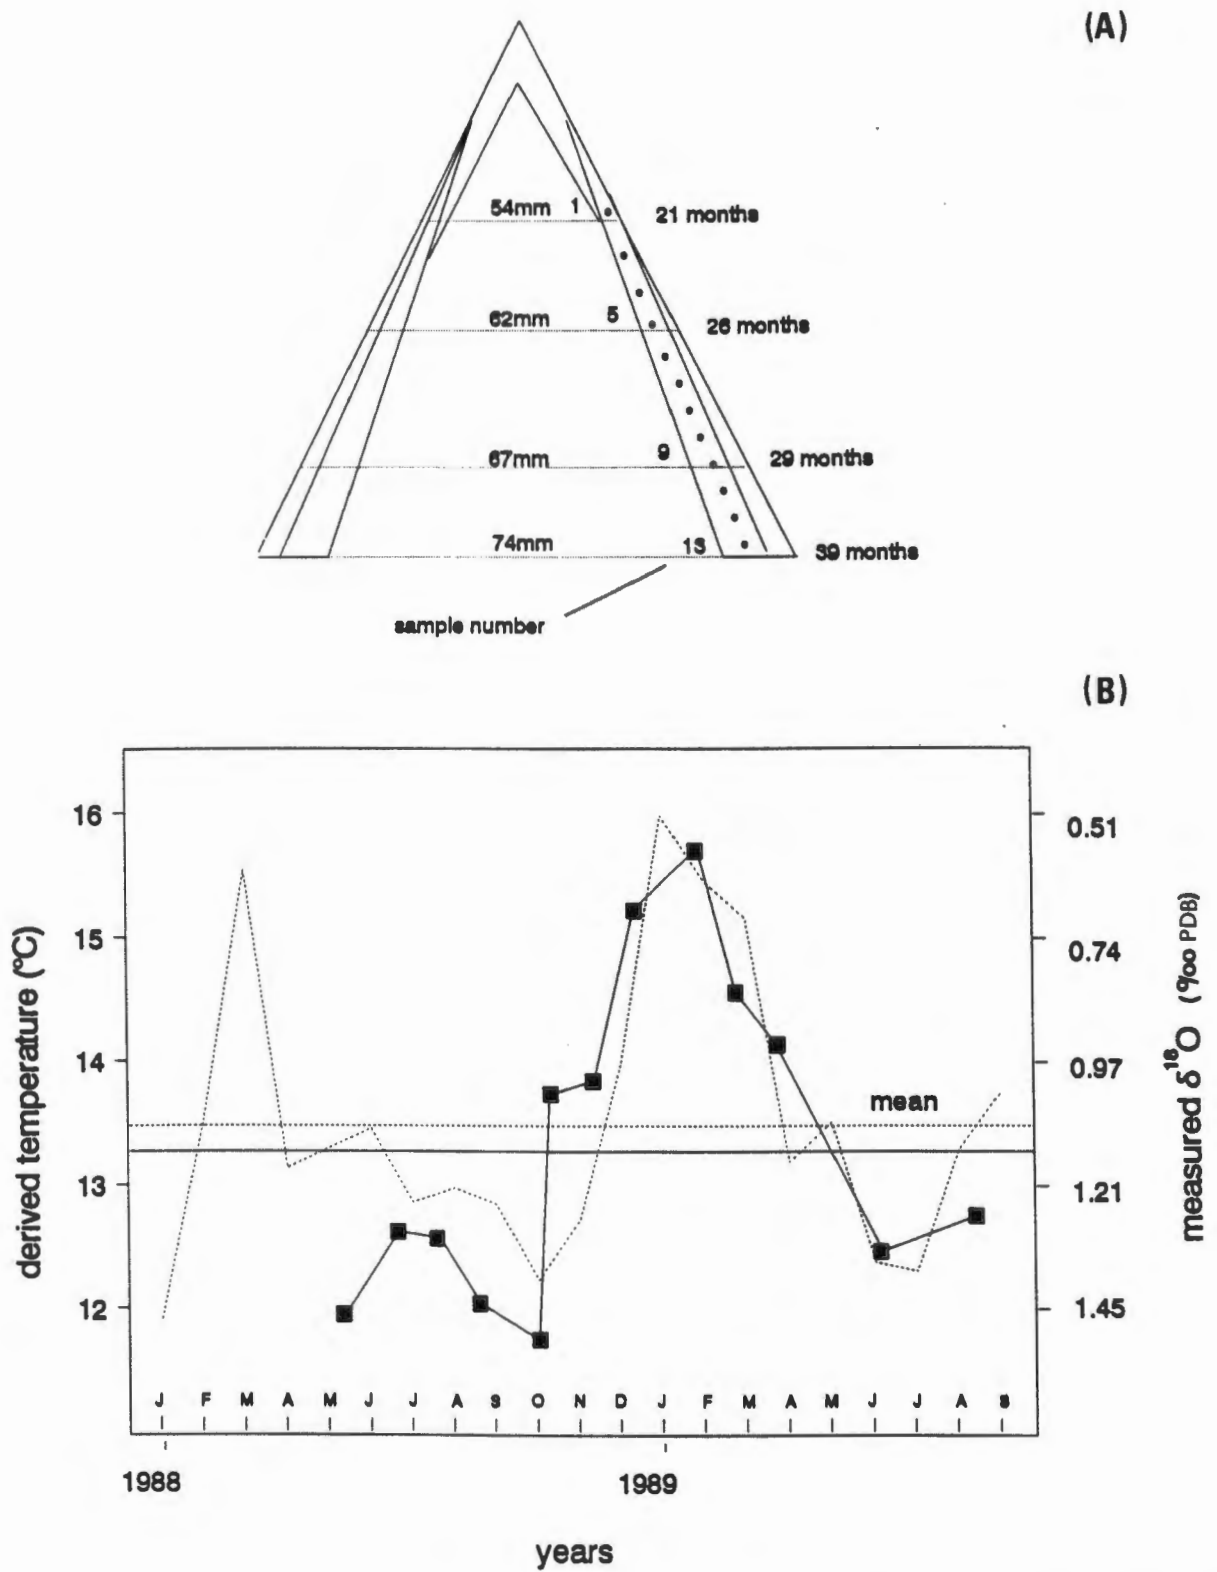 (A)
54mm 1 21 months
5
62mm 26 months
9
67mm 29 months
74mm 13 39 months
sample number
(B)
derived temperature (ºC)
16
15
14
13
12
mean
0.51
0.74
0.97
1.21
1.45
measured δ¹⁸O (‰ PDB)
J F M A M J J A S O N D J F M A M J J A S
1988 1989
years